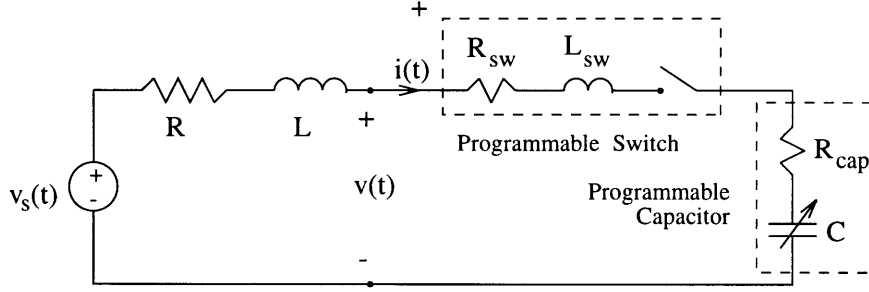 +
R_sw L_sw
i(t)
R L + Programmable Switch
R_cap
v_s(t) + - v(t) Programmable
Capacitor
C
-